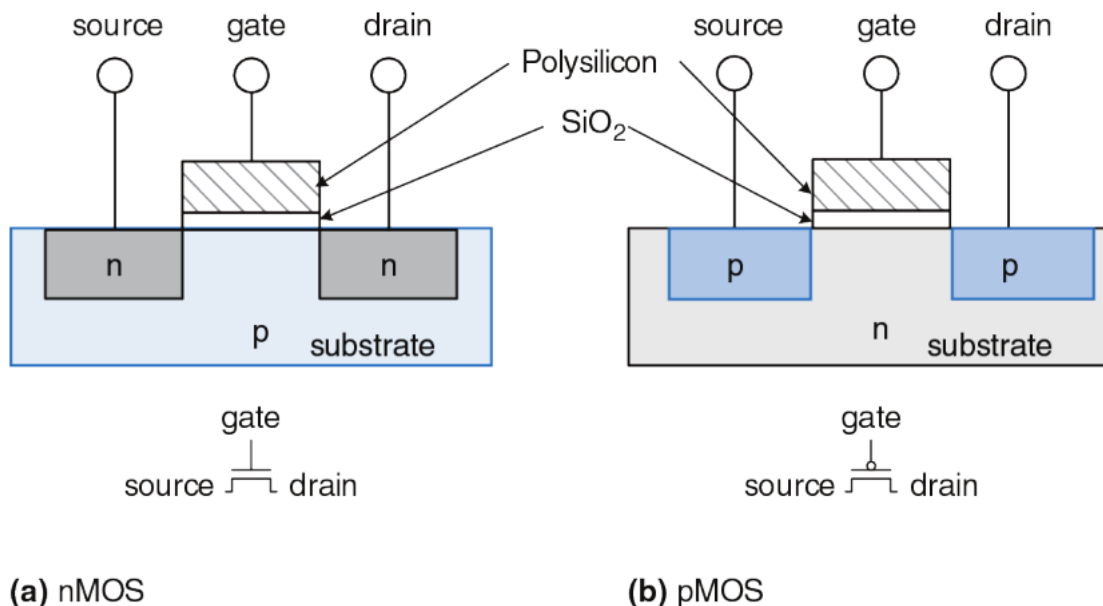 source gate drain
Polysilicon
SiO₂
source gate drain
n n
p
substrate
p p
n
substrate
gate
source drain
gate
source drain
(a) nMOS
(b) pMOS